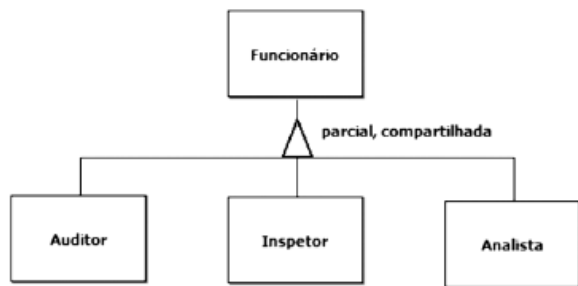 Funcionário
parcial, compartilhada
Auditor
Inspetor
Analista